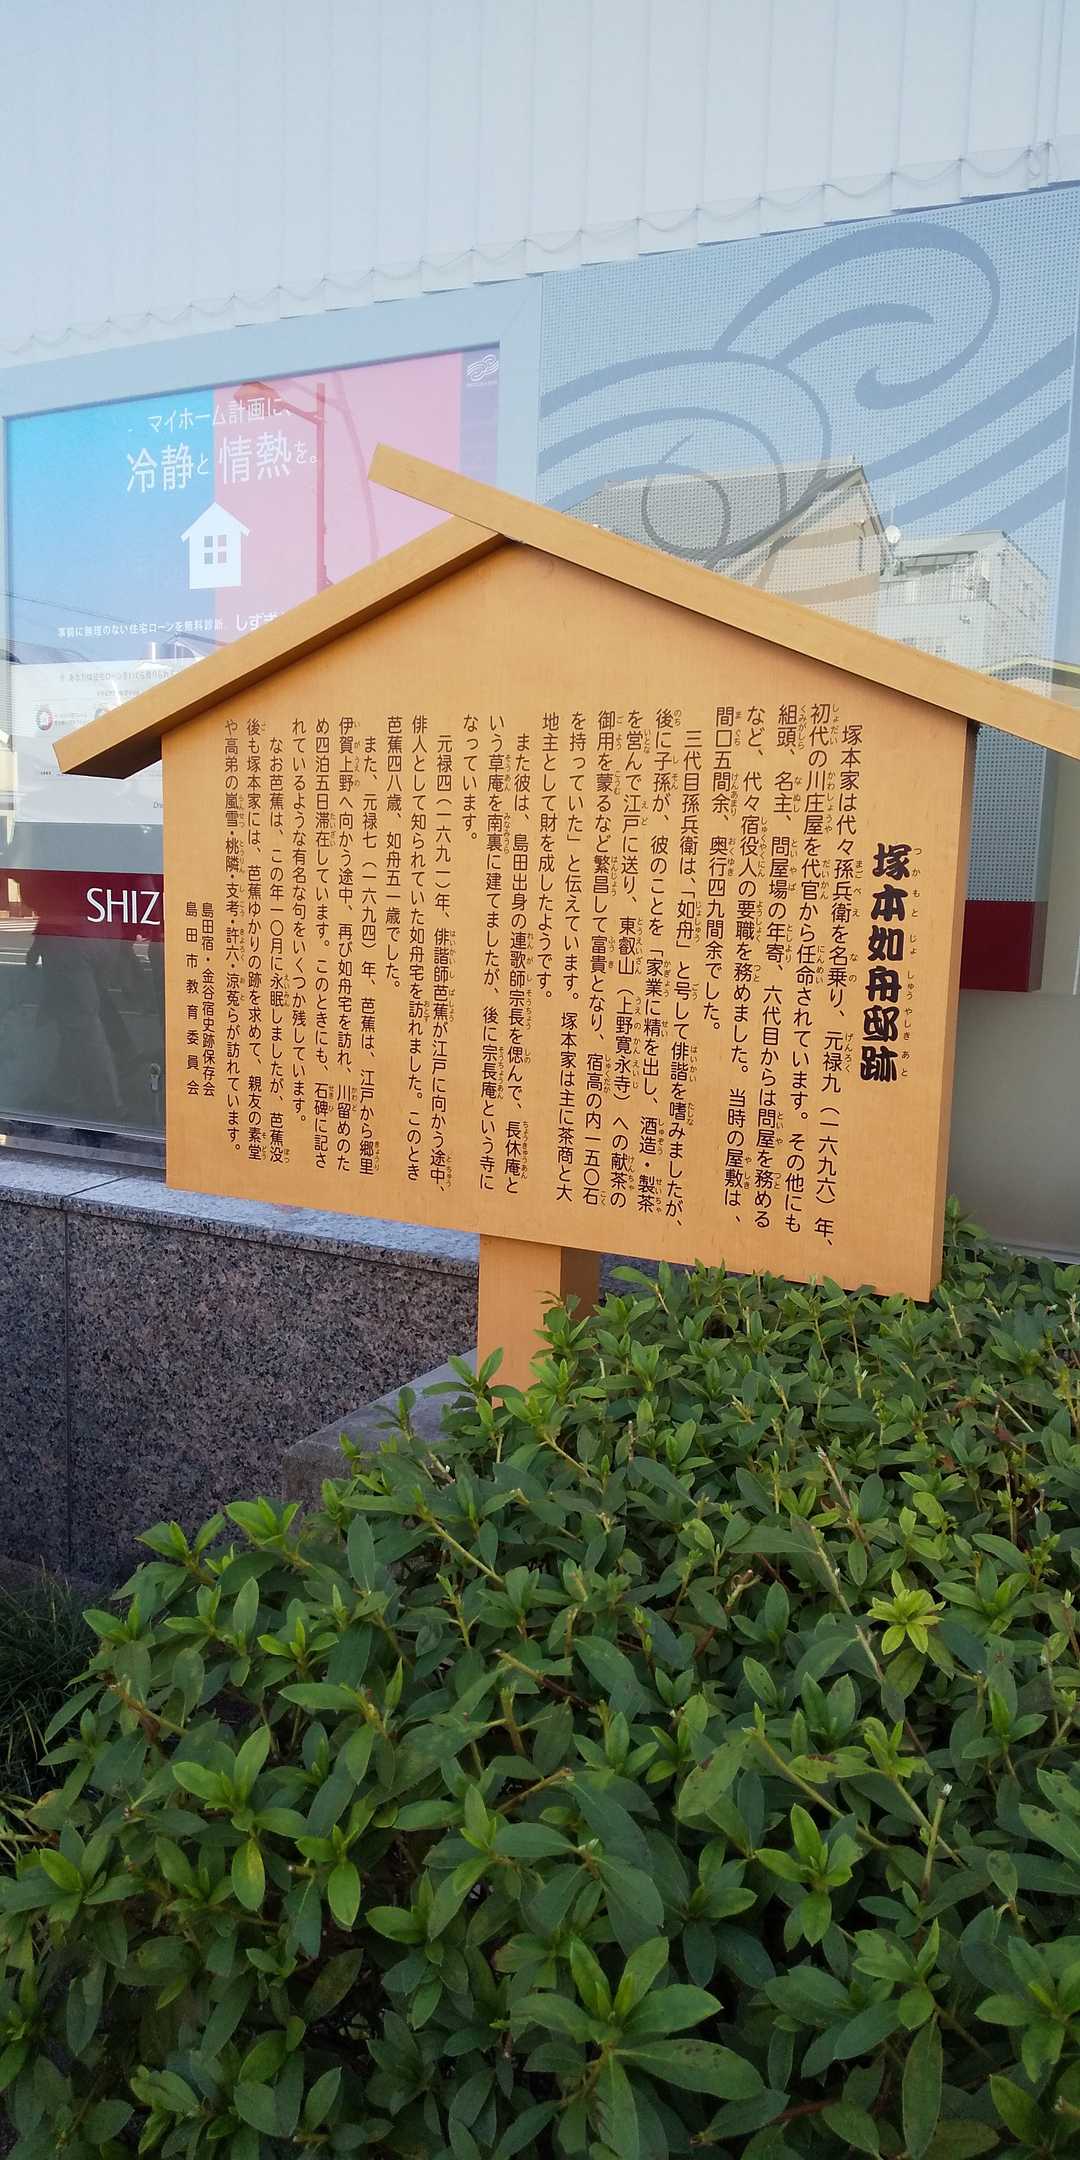 塚本如舟邸跡
塚本家は代々孫兵衛を名乗り、元禄九（一六九六）年、
初代の川庄屋を代官から任命されています。その他にも
組頭、名主、問屋場の年寄、六代目からは問屋を務める
など、代々宿役人の要職を務めました。当時の屋敷は、
間口五間余、奥行四九間余でした。
三代目孫兵衛は、「如舟」と号して俳諧を嗜みましたが、
後に子孫が、彼のことを「家業に精を出し、酒造・製茶
を営んで江戸に送り、東叡山（上野寛永寺）への献茶の
御用を蒙るなど繁昌して富貴となり、宿高の内一五〇石
を持っていた」と伝えています。塚本家は主に茶商と大
地主として財を成したようです。
また彼は、島田出身の連歌師宗長を偲んで、長休庵と
いう草庵を南裏に建てましたが、後に宗長庵という寺に
なっています。
元禄四（一六九一）年、俳諧師芭蕉が江戸に向かう途中、
俳人として知られていた如舟宅を訪れました。このとき
芭蕉四八歳、如舟五一歳でした。
また、元禄七（一六九四）年、芭蕉は、江戸から郷里
伊賀上野へ向かう途中、再び如舟宅を訪れ、川留めのた
め四泊五日滞在しています。このときにも、石碑に記さ
れているような有名な句をいくつか残しています。
なお芭蕉は、この年一〇月に永眠しましたが、芭蕉没
後も塚本家には、芭蕉ゆかりの跡を求めて、親友の素堂
や高弟の嵐雪・桃隣・支考・許六・涼菟らが訪れています。
島田宿・金谷宿史跡保存会
島田市教育委員会
マイホーム計画に、
冷静と情熱を。
事前に無理のない住宅ローンを無料診断。しずぎ
SHIZ